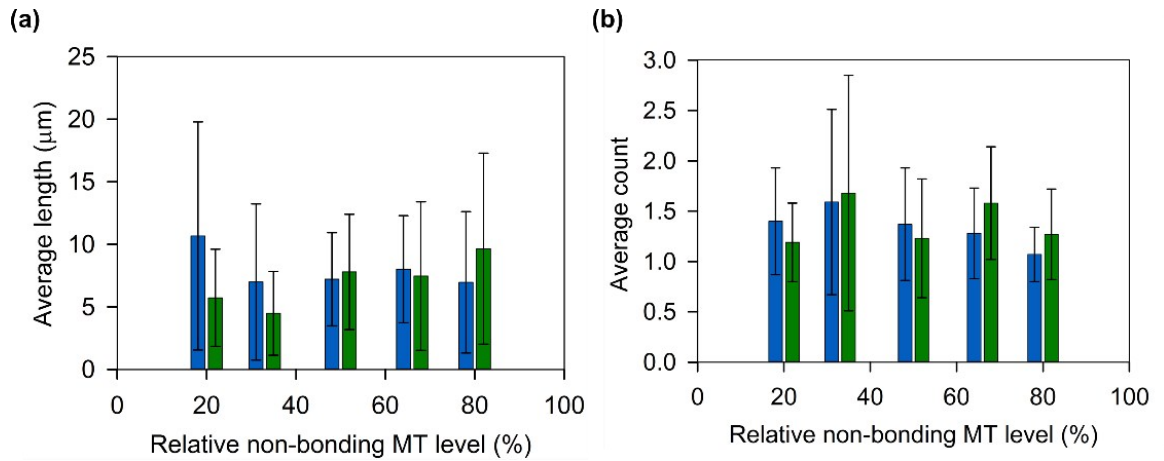 (a)
25
20
15
10
5
0
Average length (μm)
0 20 40 60 80 100
Relative non-bonding MT level (%)
(b)
3.0
2.5
2.0
1.5
1.0
0.5
0.0
Average count
0 20 40 60 80 100
Relative non-bonding MT level (%)